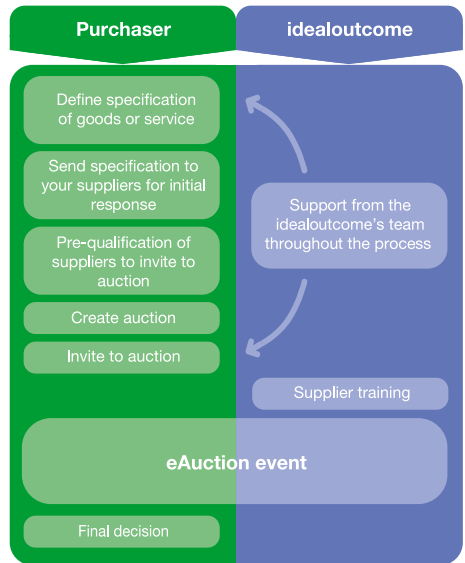 Purchaser
idealoutcome
Define specification
of goods or service
Send specification to
your suppliers for initial
response
Support from the
idealoutcome's team
throughout the process
Pre-qualification of
suppliers to invite to
auction
Create auction
Invite to auction
Supplier training
eAuction event
Final decision